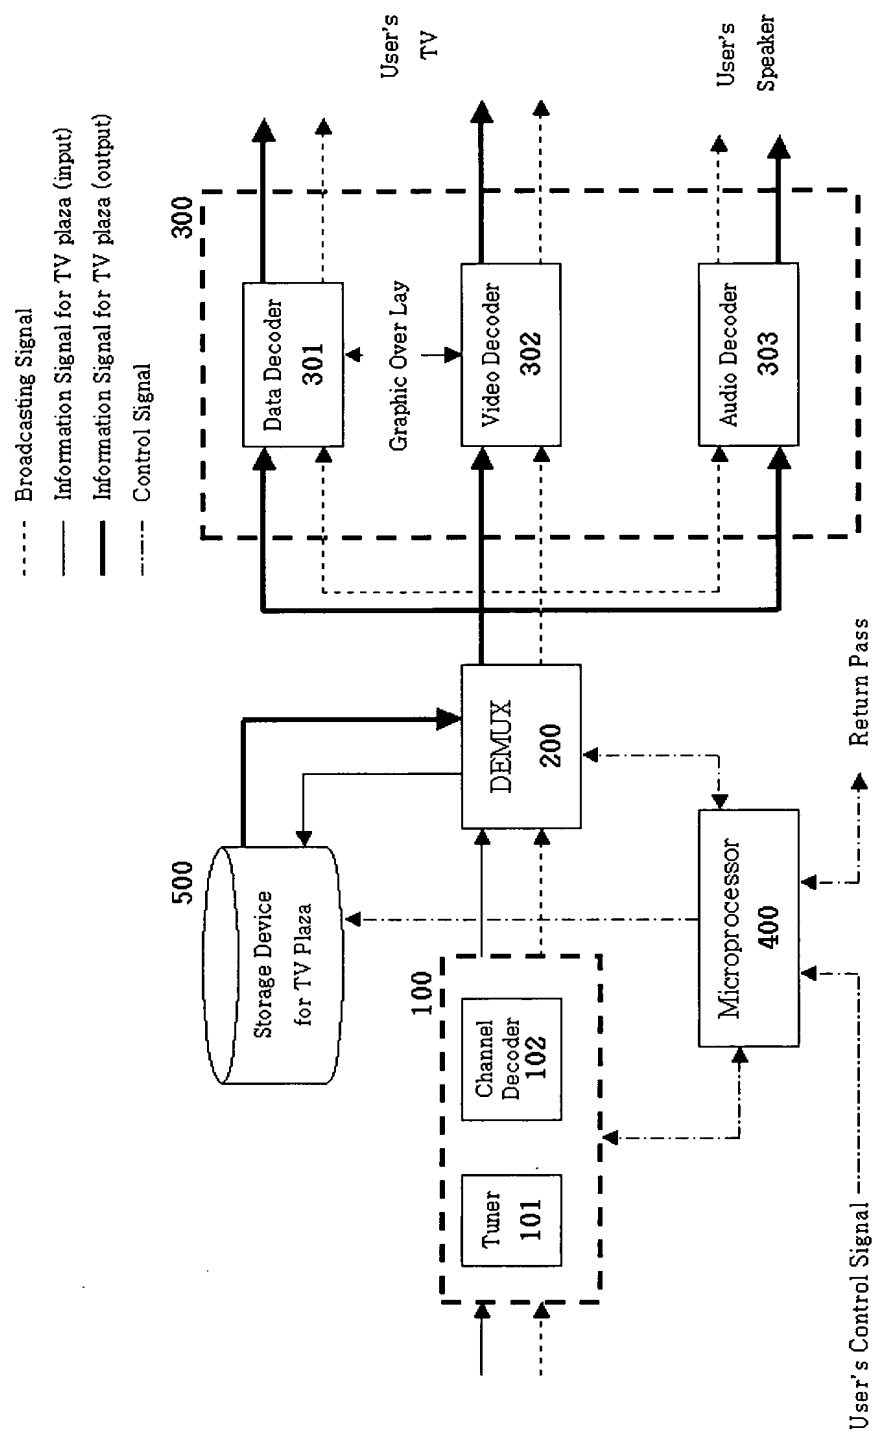 Broadcasting Signal
Information Signal for TV plaza (input)
Information Signal for TV plaza (output)
Control Signal
300
Data Decoder
301
Graphic Over Lay
Video Decoder
302
Audio Decoder
303
User's
TV
User's
Speaker
500
Storage Device
for TV Plaza
DEMUX
200
100
Tuner
101
Channel
Decoder
102
Microprocessor
400
Return Pass
User's Control Signal